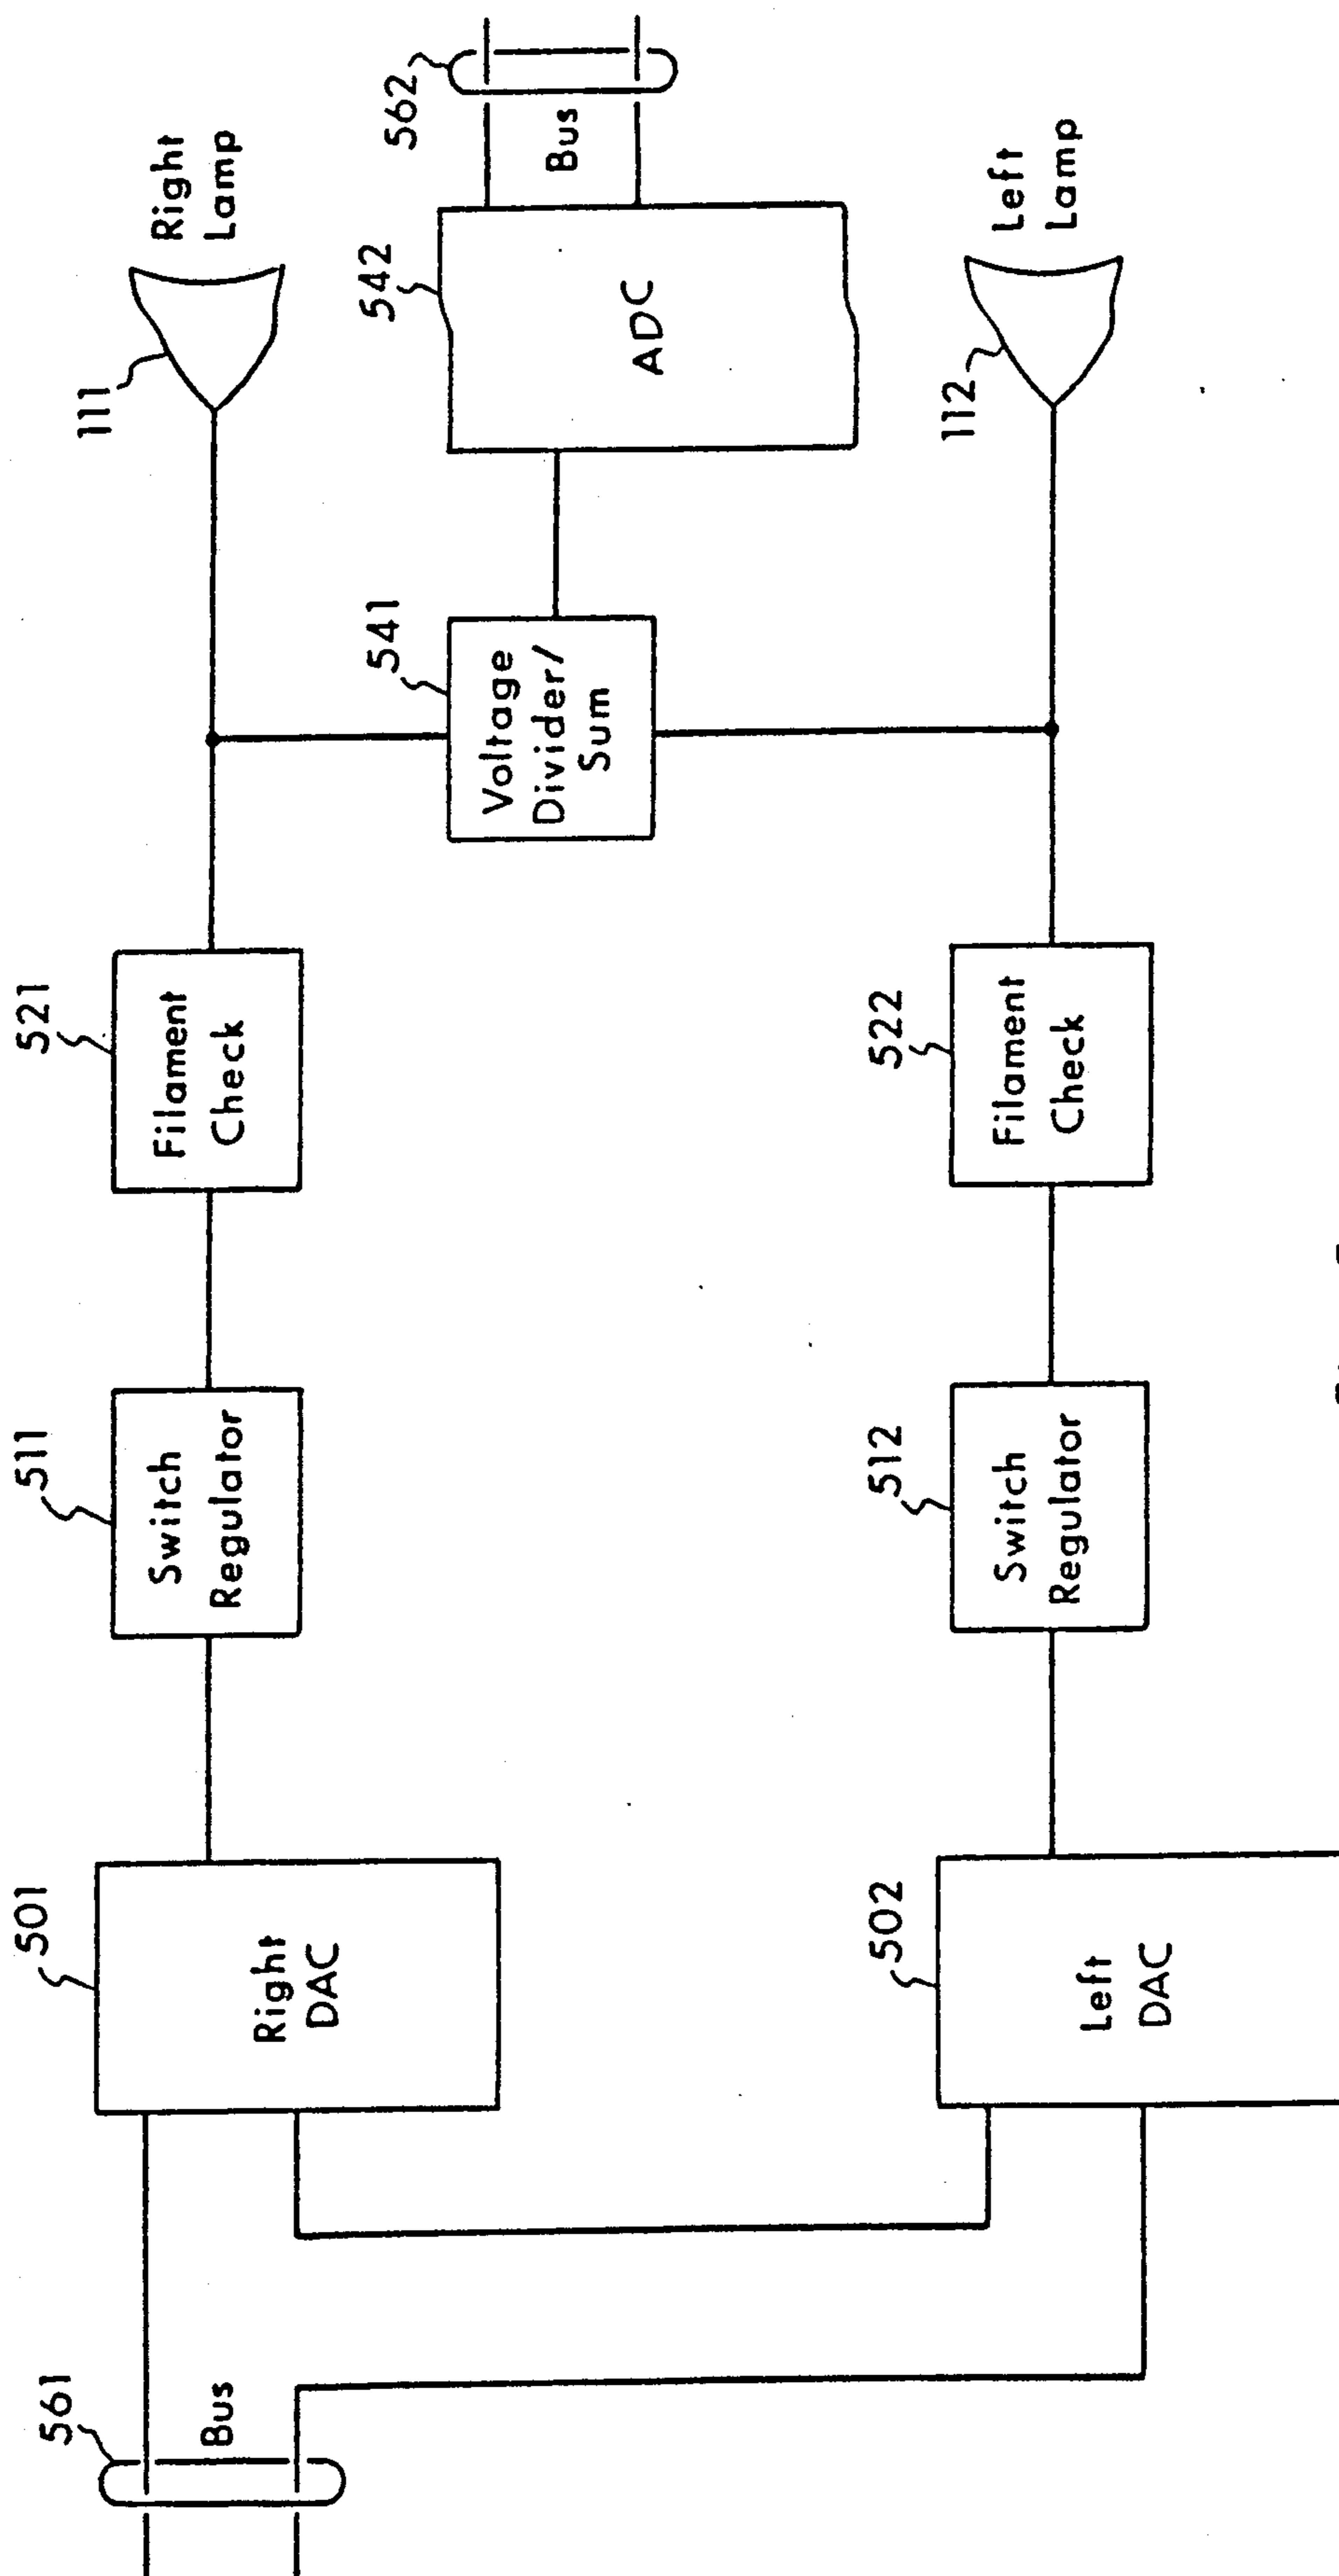 561
Bus
501
Right
DAC
511
Switch
Regulator
521
Filament
Check
111
Right
Lamp
541
Voltage
Divider/
Sum
542
ADC
562
Bus
502
Left
DAC
512
Switch
Regulator
522
Filament
Check
112
Left
Lamp